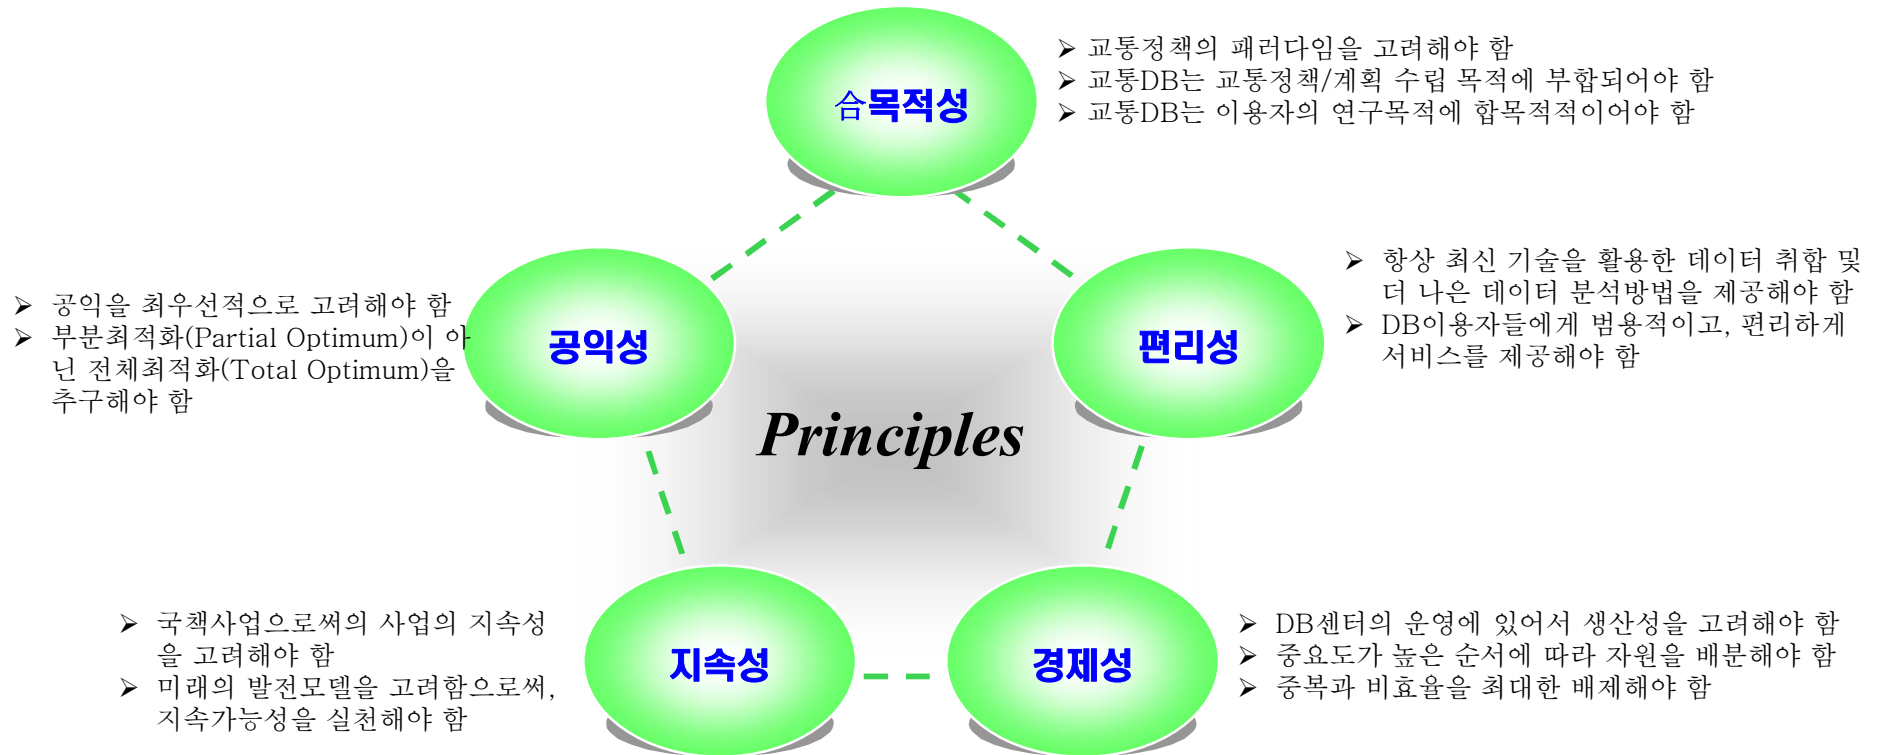 合목적성
➢ 교통정책의 패러다임을 고려해야 함
➢ 교통DB는 교통정책/계획 수립 목적에 부합되어야 함
➢ 교통DB는 이용자의 연구목적에 합목적적이어야 함
공익성
➢ 공익을 최우선적으로 고려해야 함
➢ 부분최적화(Partial Optimum)이 아
닌 전체최적화(Total Optimum)을
추구해야 함
편리성
➢ 항상 최신 기술을 활용한 데이터 취합 및
더 나은 데이터 분석방법을 제공해야 함
➢ DB이용자들에게 범용적이고, 편리하게
서비스를 제공해야 함
Principles
지속성
➢ 국책사업으로써의 사업의 지속성
을 고려해야 함
➢ 미래의 발전모델을 고려함으로써,
지속가능성을 실천해야 함
경제성
➢ DB센터의 운영에 있어서 생산성을 고려해야 함
➢ 중요도가 높은 순서에 따라 자원을 배분해야 함
➢ 중복과 비효율을 최대한 배제해야 함